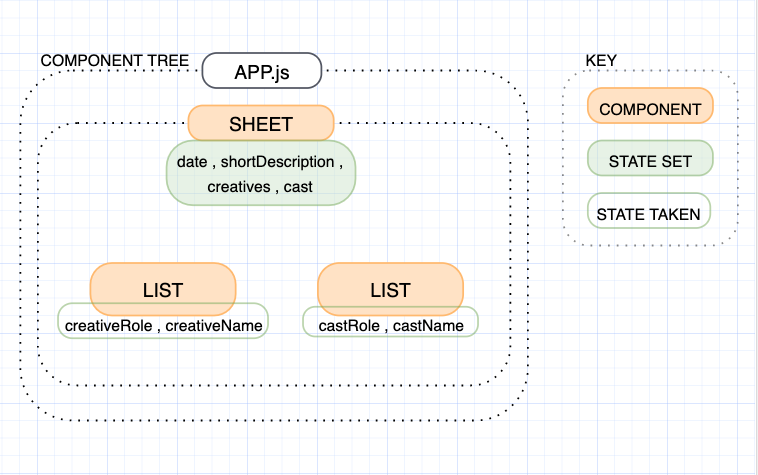 COMPONENT TREE
APP.js
SHEET
date , shortDescription ,
creatives , cast
LIST
creativeRole , creativeName
LIST
castRole , castName
KEY
COMPONENT
STATE SET
STATE TAKEN